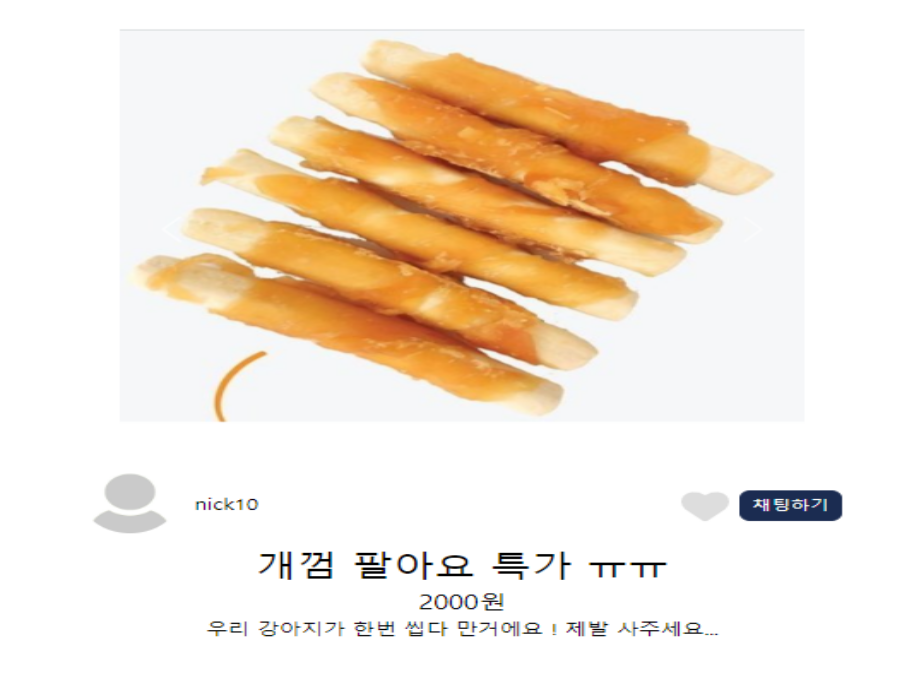 nick10
채팅하기
개껌 팔아요 특가 ㅠㅠ
2000원
우리 강아지가 한번 씹다 만거에요 ! 제발 사주세요...